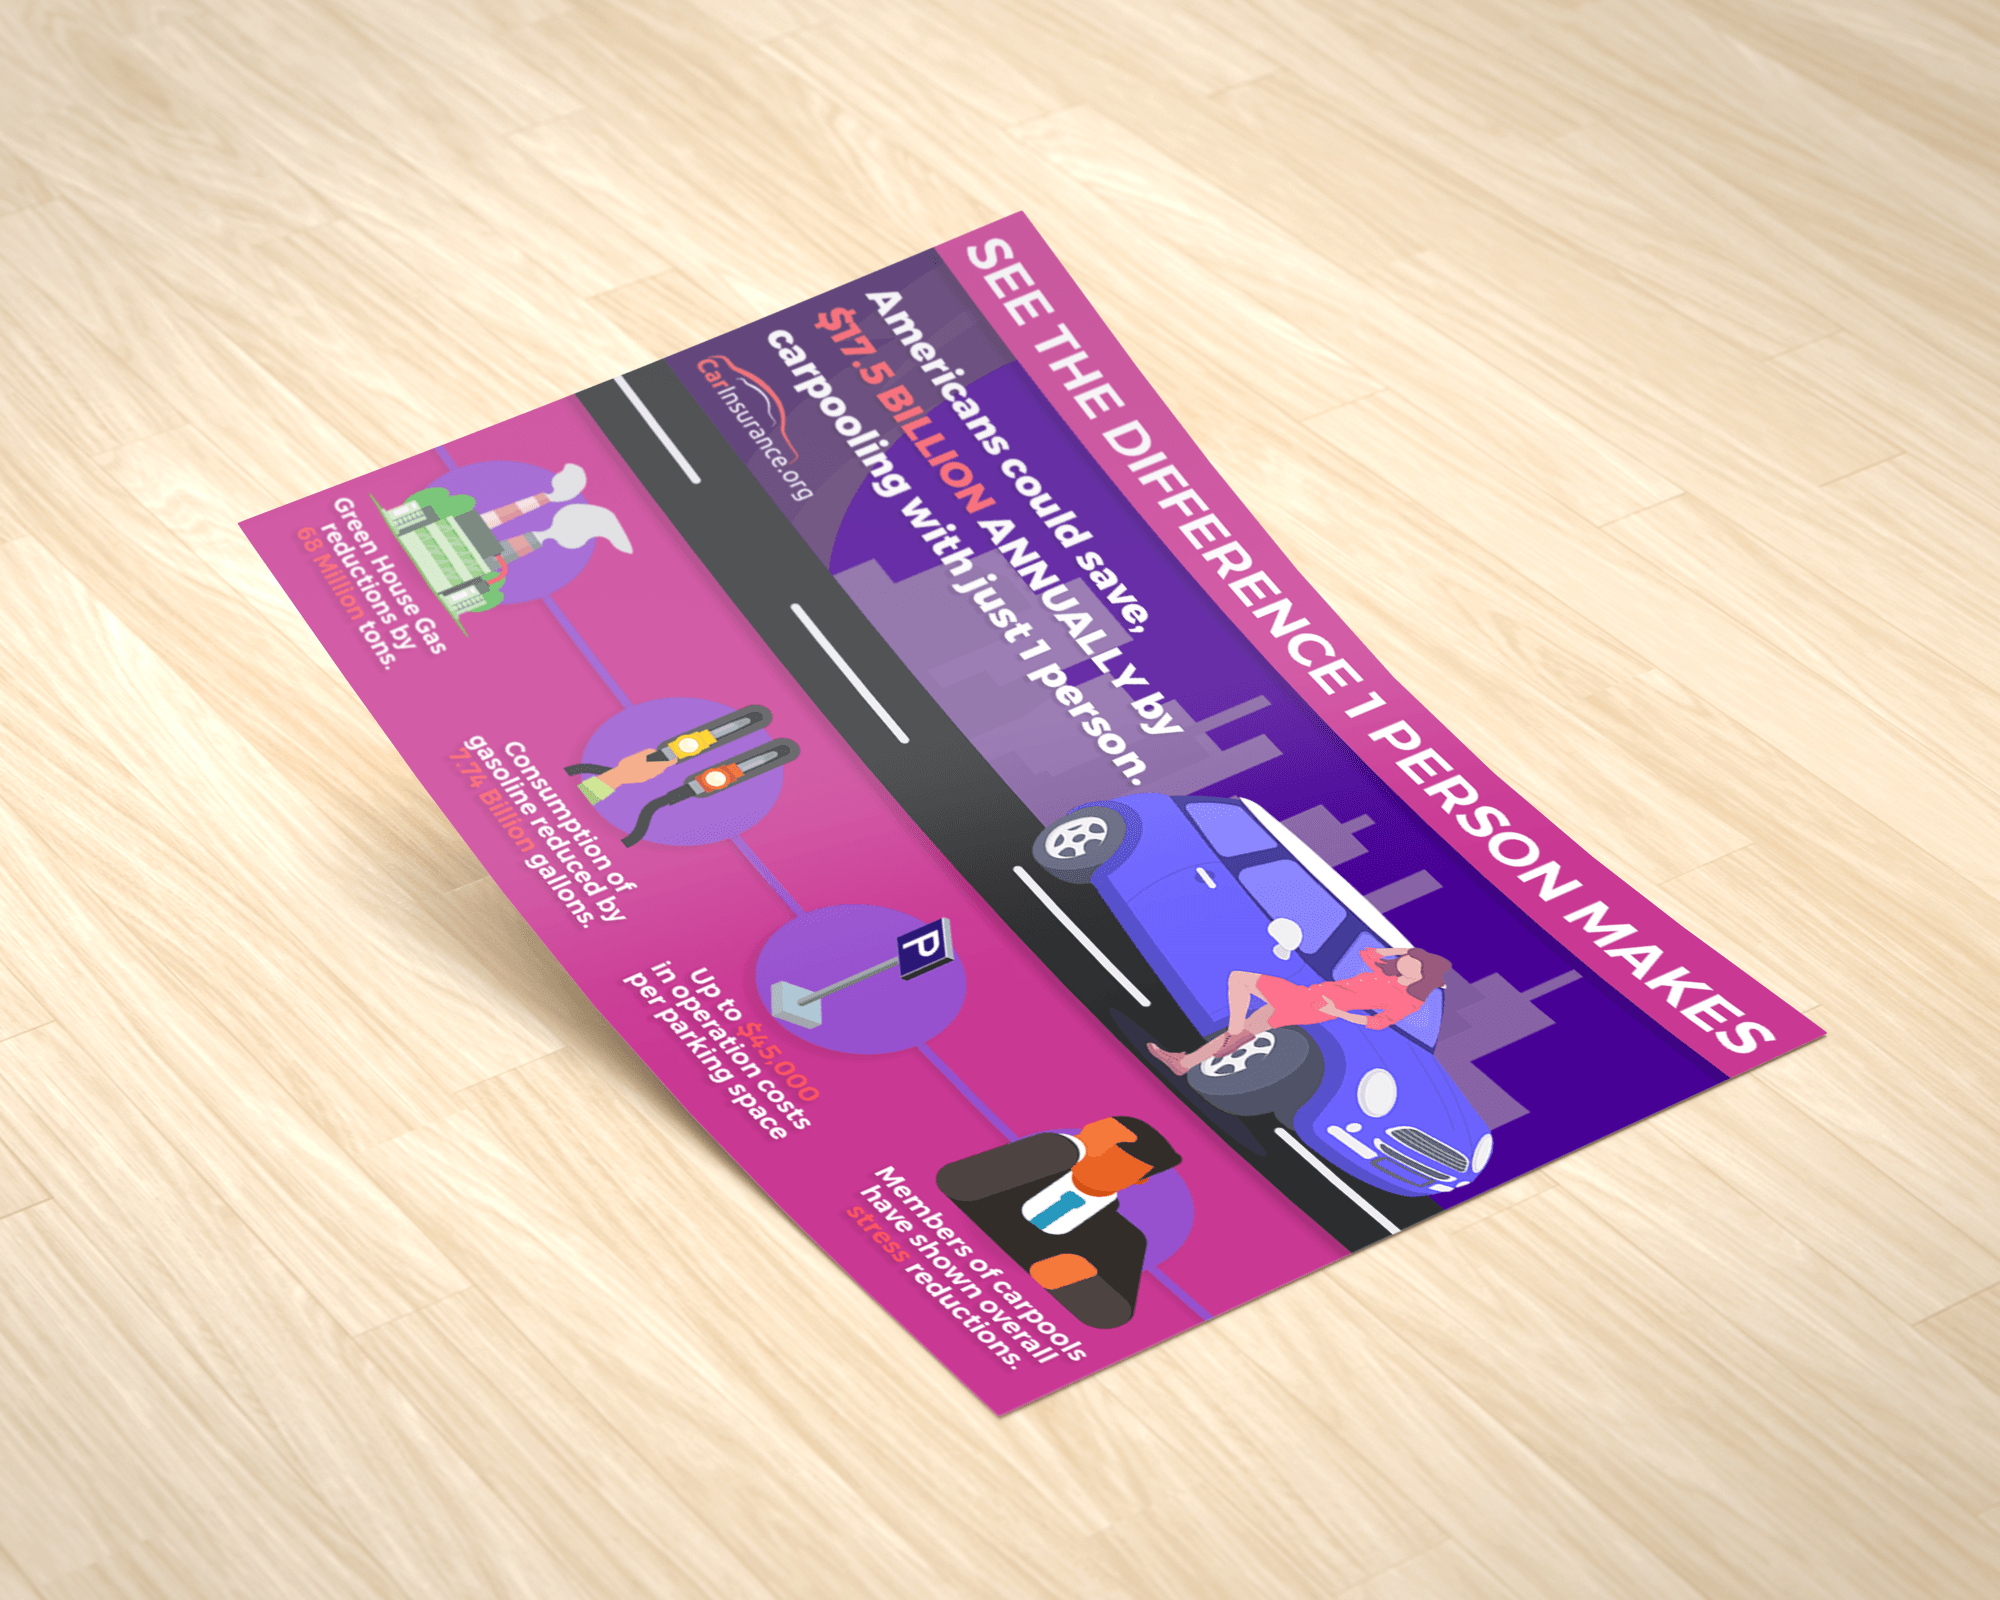 SEE THE DIFFERENCE 1 PERSON MAKES
Americans could save,
$17.5 BILLION ANNUALLY by
carpooling with just 1 person.
CarInsurance.org
Green House Gas
reductions by
68 Million tons.
Consumption of
gasoline reduced by
7.74 Billion gallons.
Up to $45,000
in operation costs
per parking space
Members of carpools
have shown overall
stress reductions.
P